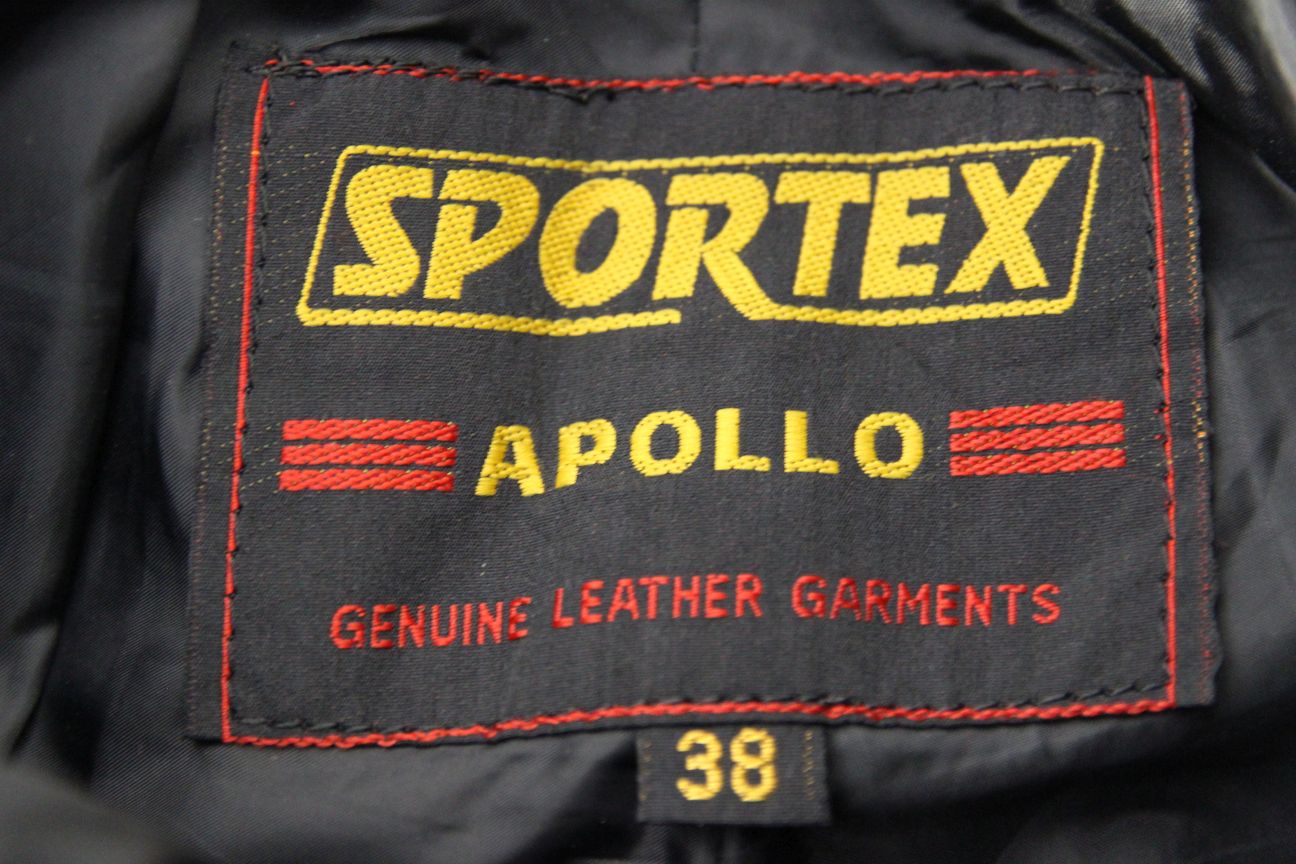 SPORTEX
APOLLO
GENUINE LEATHER GARMENTS
38